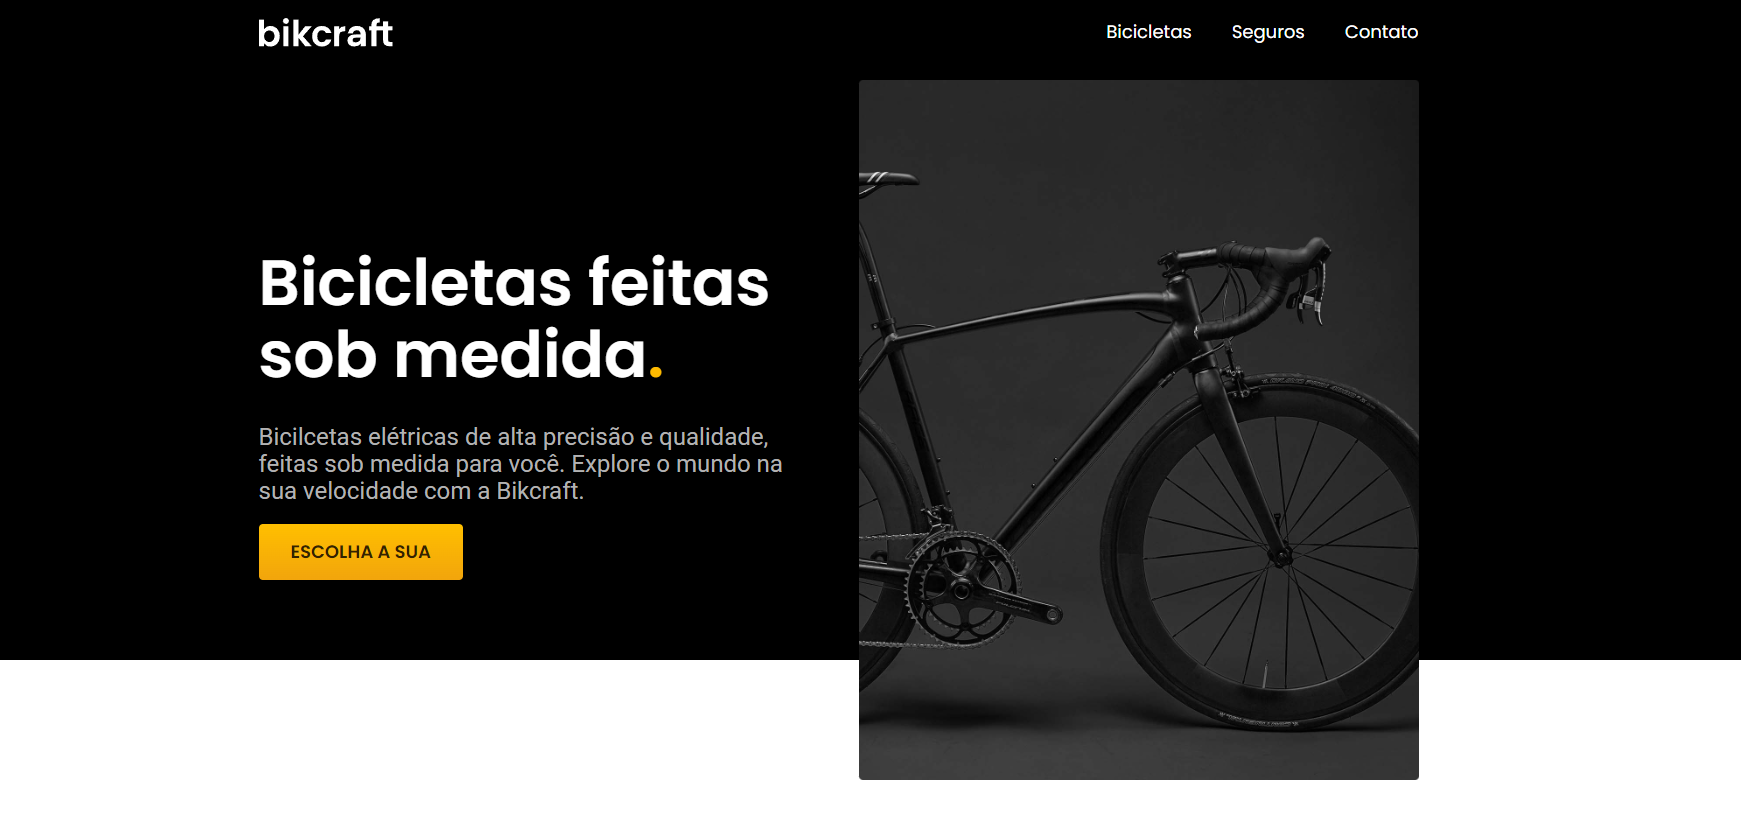 bikcraft
Bicicletas
Seguros
Contato
Bicicletas feitas
sob medida.
Bicilcetas elétricas de alta precisão e qualidade,
feitas sob medida para você. Explore o mundo na
sua velocidade com a Bikcraft.
ESCOLHA A SUA